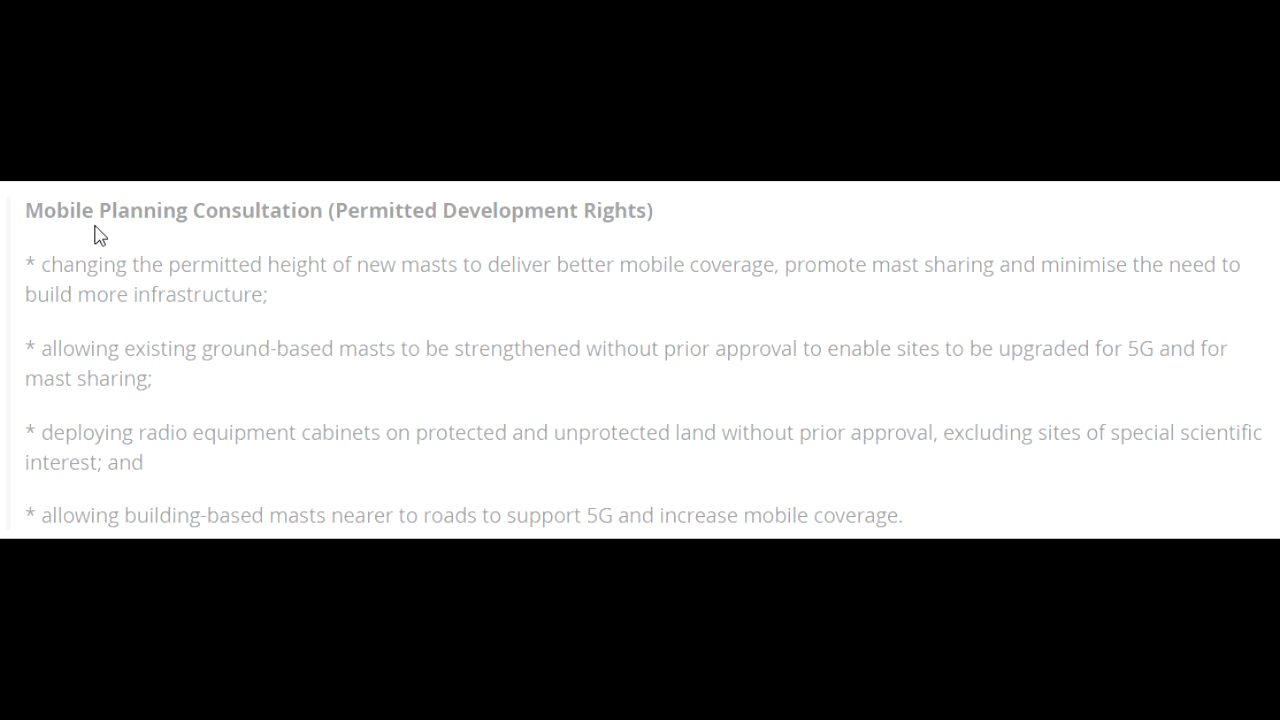 Mobile Planning Consultation (Permitted Development Rights)
* changing the permitted height of new masts to deliver better mobile coverage, promote mast sharing and minimise the need to
build more infrastructure;
* allowing existing ground-based masts to be strengthened without prior approval to enable sites to be upgraded for 5G and for
mast sharing;
* deploying radio equipment cabinets on protected and unprotected land without prior approval, excluding sites of special scientific
interest; and
* allowing building-based masts nearer to roads to support 5G and increase mobile coverage.